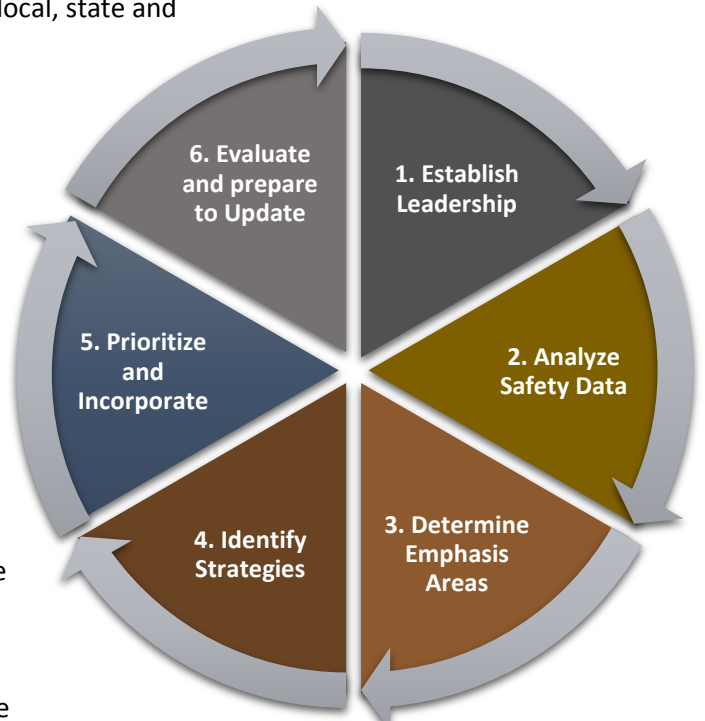 local, state and
1. Establish
Leadership
2. Analyze
Safety Data
3. Determine
Emphasis
Areas
4. Identify
Strategies
5. Prioritize
and
Incorporate
6. Evaluate
and prepare
to Update